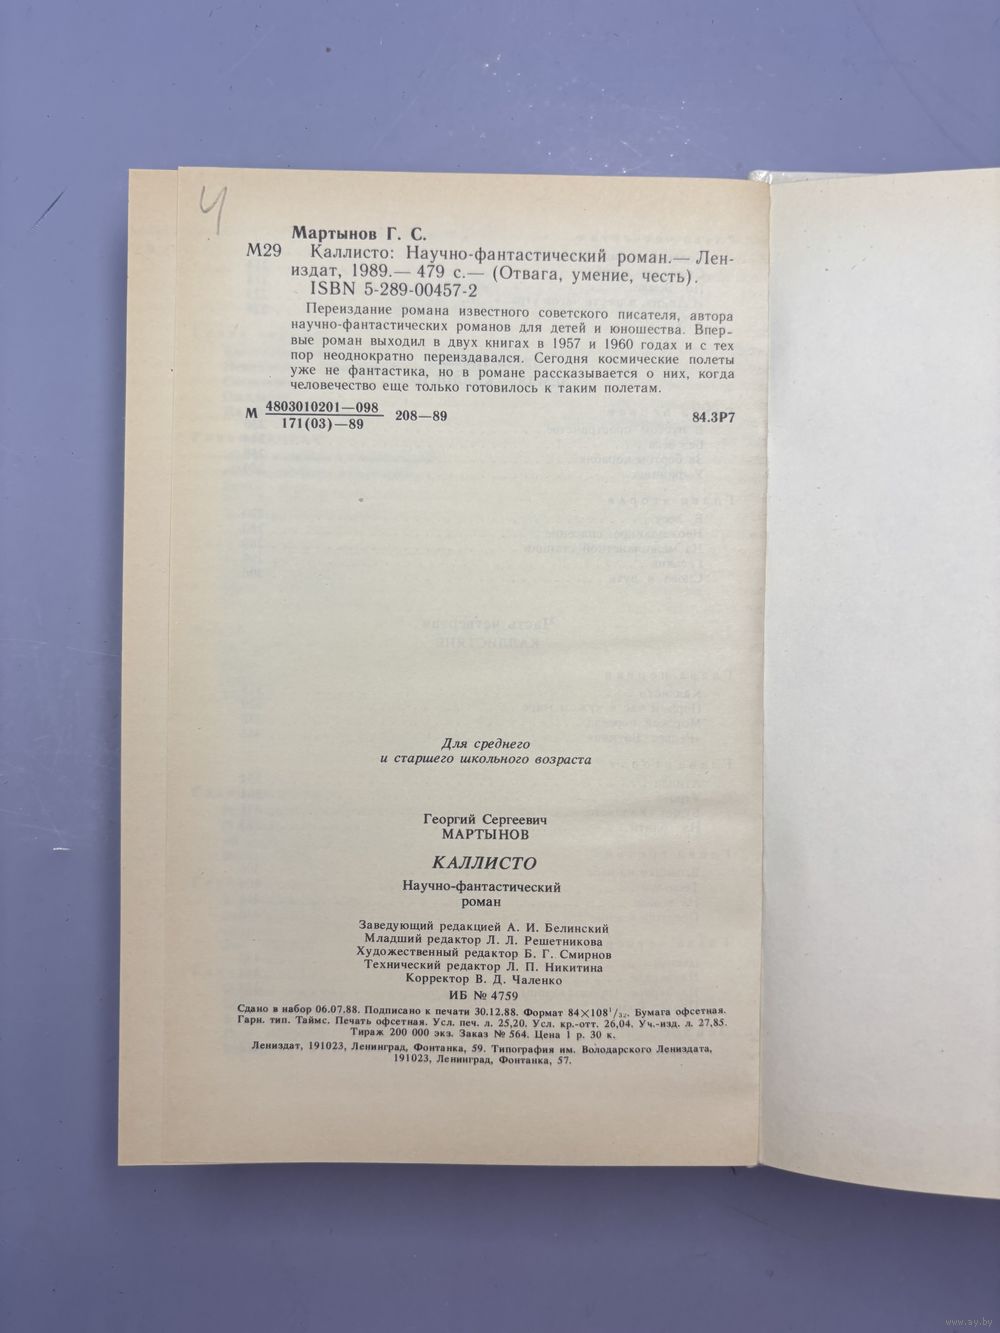 Ч
Мартынов Г. С.
М29 Каллисто: Научно-фантастический роман.— Лен-
издат, 1989.— 479 с.— (Отвага, умение, честь).
ISBN 5-289-00457-2
Переиздание романа известного советского писателя, автора
научно-фантастических романов для детей и юношества. Впер-
вые роман выходил в двух книгах в 1957 и 1960 годах и с тех
пор неоднократно переиздавался. Сегодня космические полеты
уже не фантастика, но в романе рассказывается о них, когда
человечество еще только готовилось к таким полетам.
4803010201—098
М 208—89 84.3Р7
171(03)—89
Для среднего
и старшего школьного возраста
Георгий Сергеевич
МАРТЫНОВ
КАЛЛИСТО
Научно-фантастический
роман
Заведующий редакцией А. И. Белинский
Младший редактор Л. Л. Решетникова
Художественный редактор Б. Г. Смирнов
Технический редактор Л. П. Никитина
Корректор В. Д. Чаленко
ИБ № 4759
Сдано в набор 06.07.88. Подписано к печати 30.12.88. Формат 84×108¹/₃₂. Бумага офсетная.
Гарн. тип. Таймс. Печать офсетная. Усл. печ. л. 25,20. Усл. кр.-отт. 26,04. Уч.-изд. л. 27,85.
Тираж 200 000 экз. Заказ № 564. Цена 1 р. 30 к.
Лениздат, 191023, Ленинград, Фонтанка, 59. Типография им. Володарского Лениздата,
191023, Ленинград, Фонтанка, 57.
www.ay.by